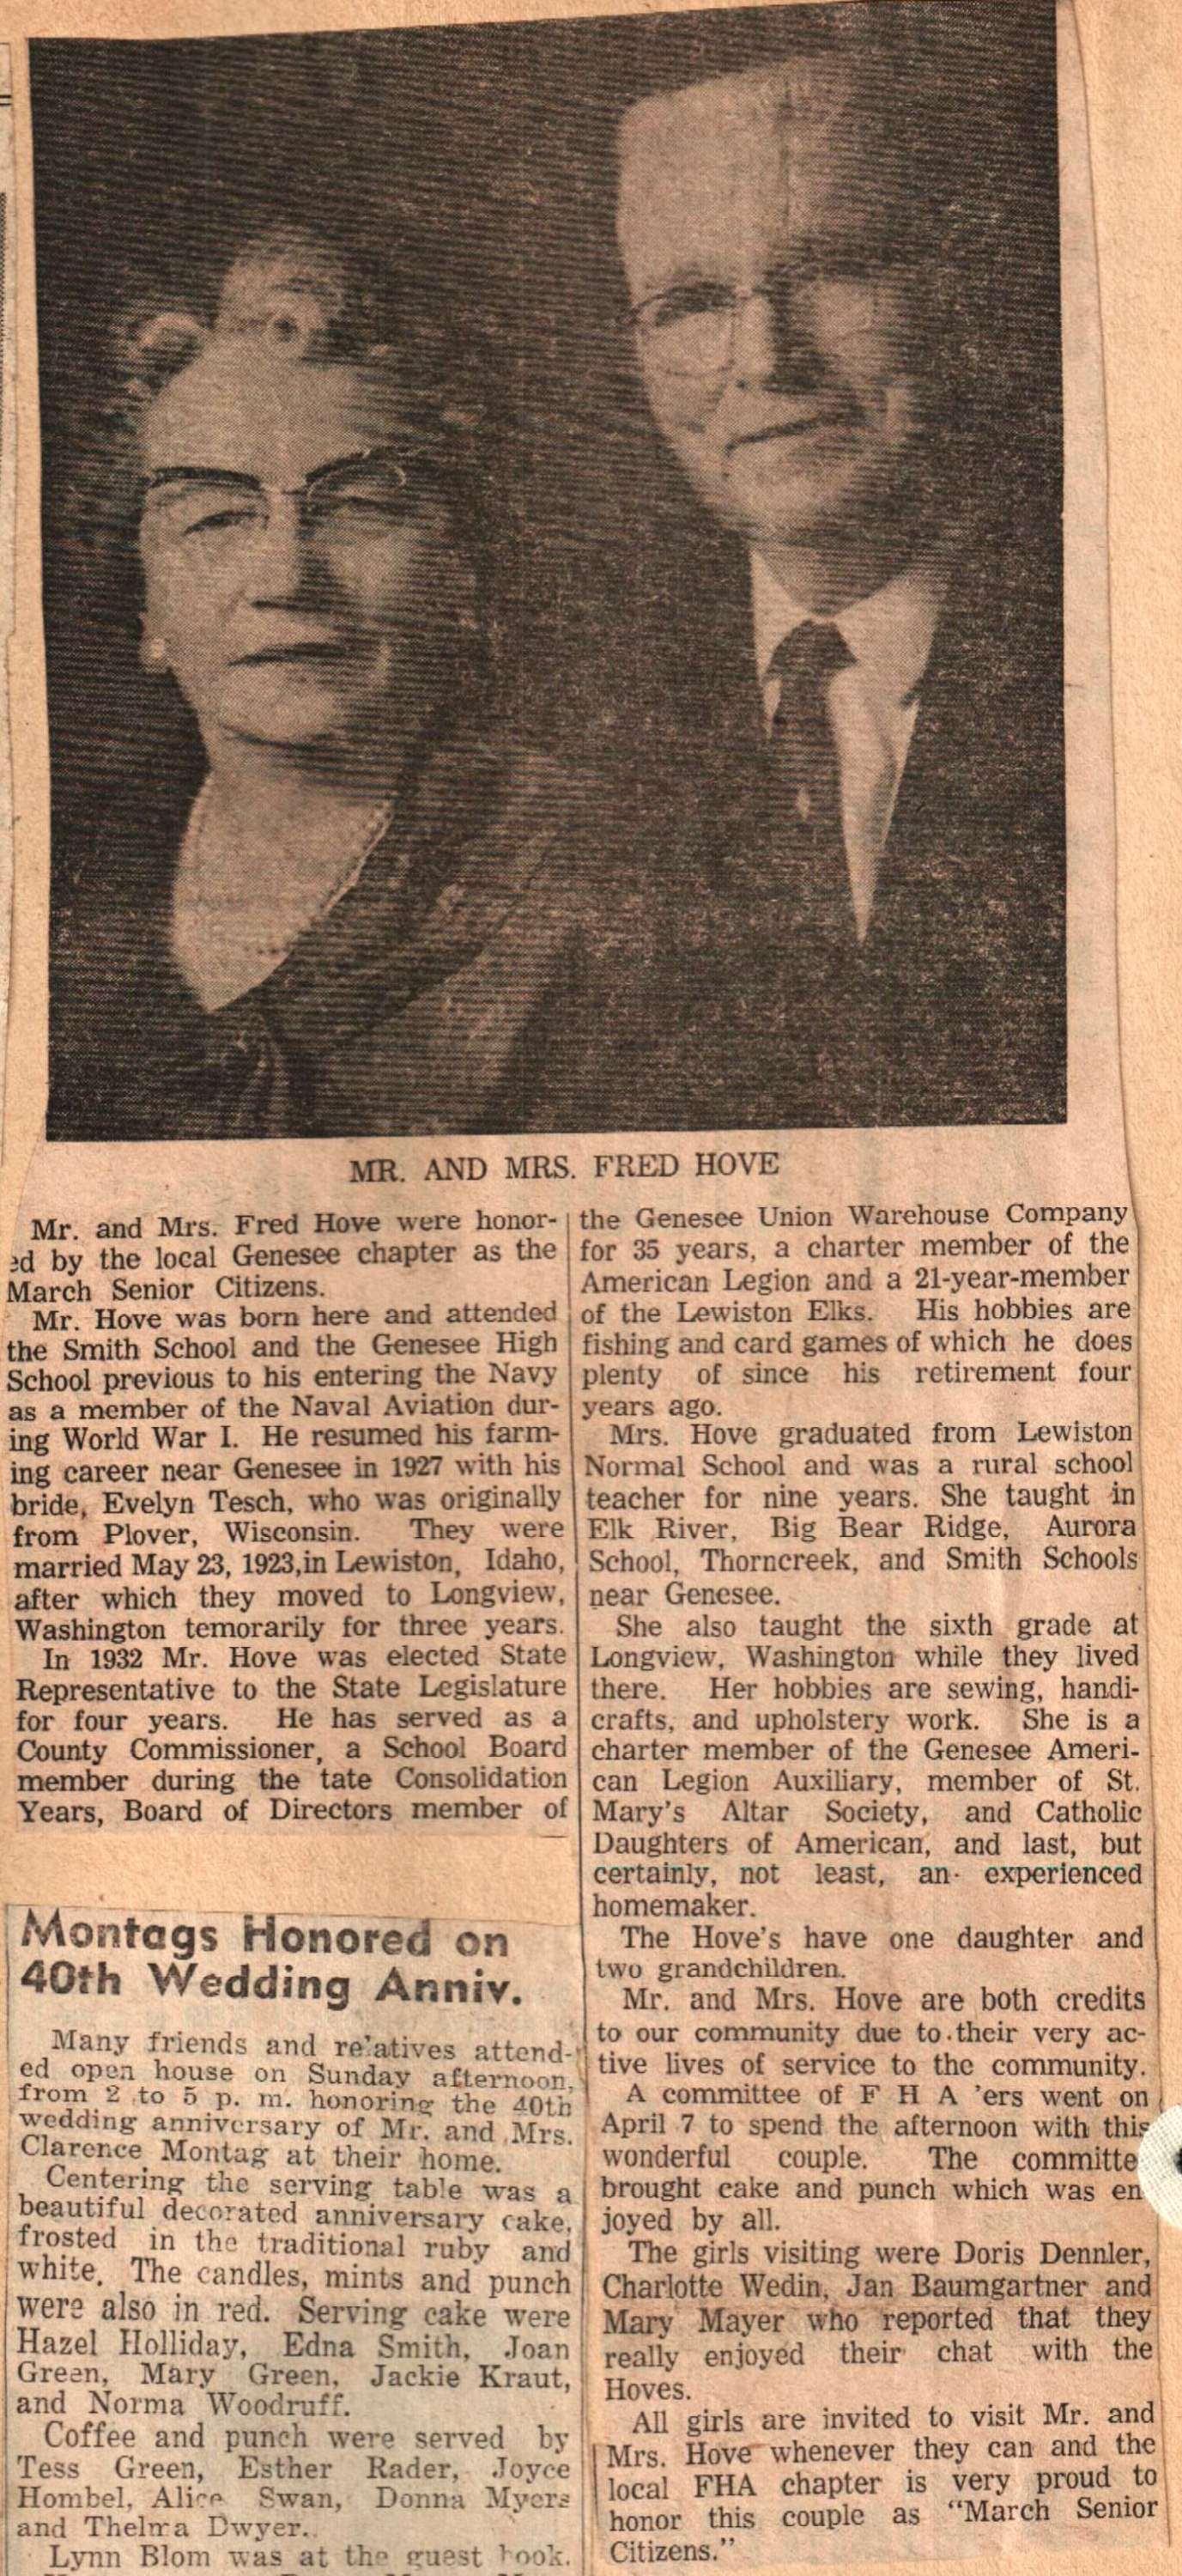 MR. AND MRS. FRED HOVE
Mr. and Mrs. Fred Hove were honor-
ed by the local Genesee chapter as the
March Senior Citizens.
Mr. Hove was born here and attended
the Smith School and the Genesee High
School previous to his entering the Navy
as a member of the Naval Aviation dur-
ing World War I. He resumed his farm-
ing career near Genesee in 1927 with his
bride, Evelyn Tesch, who was originally
from Plover, Wisconsin. They were
married May 23, 1923,in Lewiston, Idaho,
after which they moved to Longview,
Washington temorarily for three years.
In 1932 Mr. Hove was elected State
Representative to the State Legislature
for four years. He has served as a
County Commissioner, a School Board
member during the tate Consolidation
Years, Board of Directors member of
the Genesee Union Warehouse Company
for 35 years, a charter member of the
American Legion and a 21-year-member
of the Lewiston Elks. His hobbies are
fishing and card games of which he does
plenty of since his retirement four
years ago.
Mrs. Hove graduated from Lewiston
Normal School and was a rural school
teacher for nine years. She taught in
Elk River, Big Bear Ridge, Aurora
School, Thorncreek, and Smith Schools
near Genesee.
She also taught the sixth grade at
Longview, Washington while they lived
there. Her hobbies are sewing, handi-
crafts, and upholstery work. She is a
charter member of the Genesee Ameri-
can Legion Auxiliary, member of St.
Mary's Altar Society, and Catholic
Daughters of American, and last, but
certainly, not least, an experienced
homemaker.
The Hove's have one daughter and
two grandchildren.
Mr. and Mrs. Hove are both credits
to our community due to their very ac-
tive lives of service to the community.
A committee of F H A 'ers went on
April 7 to spend the afternoon with this
wonderful couple. The committe
brought cake and punch which was en
joyed by all.
The girls visiting were Doris Dennler,
Charlotte Wedin, Jan Baumgartner and
Mary Mayer who reported that they
really enjoyed their chat with the
Hoves.
All girls are invited to visit Mr. and
Mrs. Hove whenever they can and the
local FHA chapter is very proud to
honor this couple as "March Senior
Citizens."
Montags Honored on
40th Wedding Anniv.
Many friends and relatives attend-
ed open house on Sunday afternoon,
from 2 to 5 p. m. honoring the 40th
wedding anniversary of Mr. and Mrs.
Clarence Montag at their home.
Centering the serving table was a
beautiful decorated anniversary cake,
frosted in the traditional ruby and
white. The candles, mints and punch
were also in red. Serving cake were
Hazel Holliday, Edna Smith, Joan
Green, Mary Green, Jackie Kraut,
and Norma Woodruff.
Coffee and punch were served by
Tess Green, Esther Rader, Joyce
Hombel, Alice Swan, Donna Myers
and Thelma Dwyer.
Lynn Blom was at the guest book.